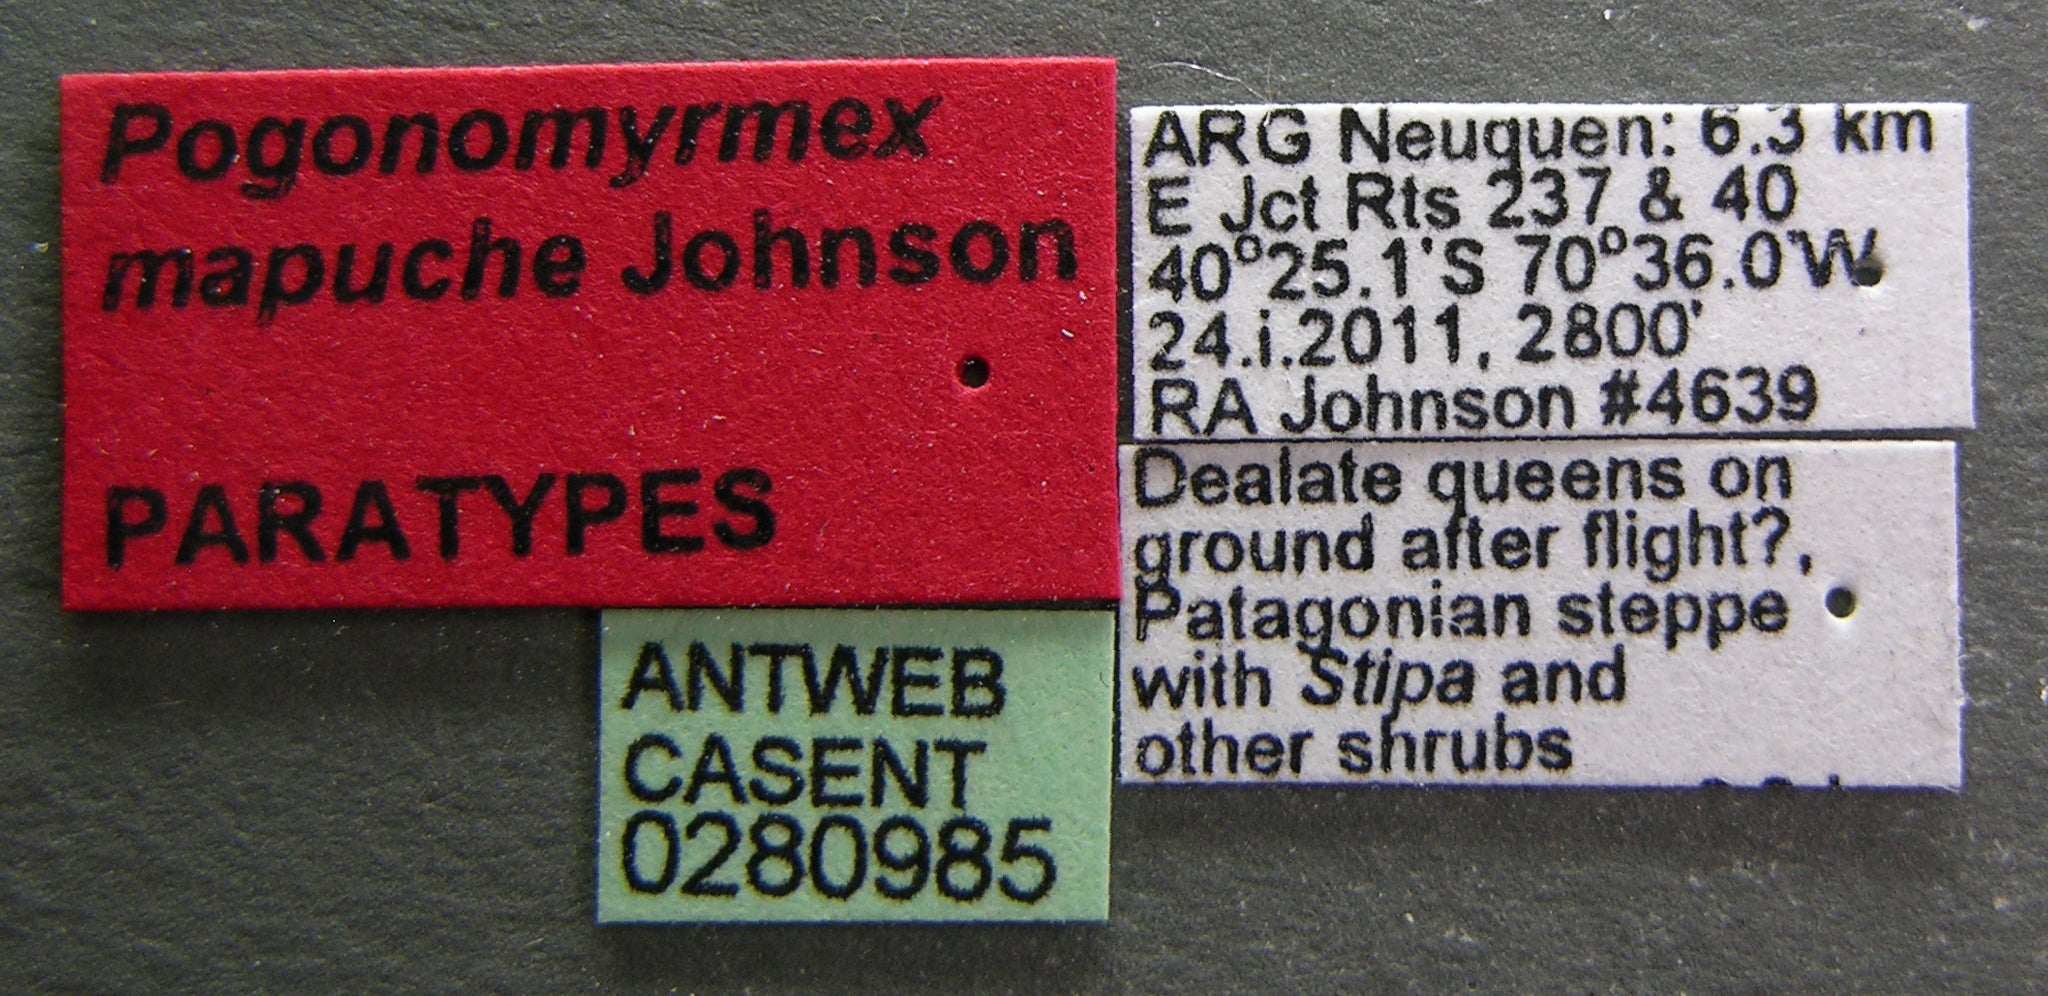 Pogonomyrmex
mapuche Johnson
PARATYPES
ARG Neuquen: 6.3 km
E Jct Rts 237 & 40
40°25.1'S 70°36.0'W
24.i.2011, 2800'
RA Johnson #4639
Dealate queens on
ground after flight?,
Patagonian steppe
with Stipa and
other shrubs
ANTWEB
CASENT
0280985